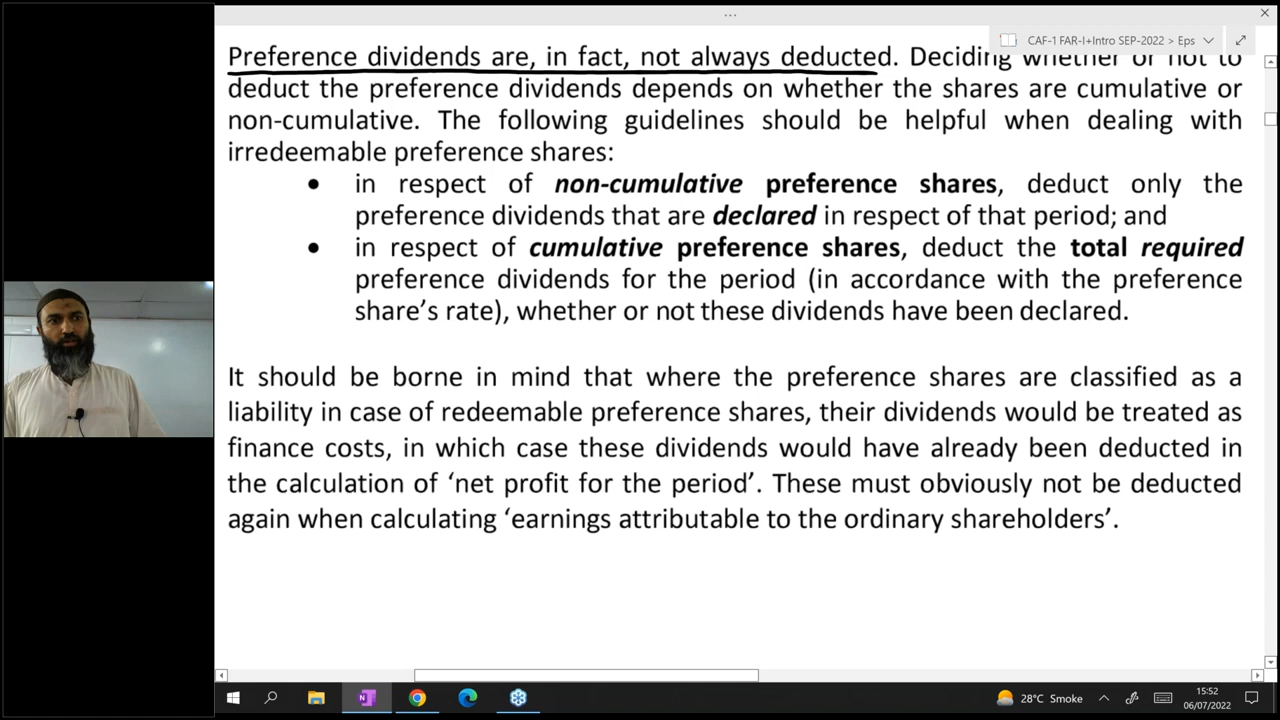 CAF-1 FAR-I+Intro SEP-2022 > Eps
Preference dividends are, in fact, not always deducted. Deciding whether or not to
deduct the preference dividends depends on whether the shares are cumulative or
non-cumulative. The following guidelines should be helpful when dealing with
irredeemable preference shares:
• in respect of non-cumulative preference shares, deduct only the
preference dividends that are declared in respect of that period; and
• in respect of cumulative preference shares, deduct the total required
preference dividends for the period (in accordance with the preference
share's rate), whether or not these dividends have been declared.
It should be borne in mind that where the preference shares are classified as a
liability in case of redeemable preference shares, their dividends would be treated as
finance costs, in which case these dividends would have already been deducted in
the calculation of ‘net profit for the period’. These must obviously not be deducted
again when calculating ‘earnings attributable to the ordinary shareholders’.
28°C Smoke
15:52
06/07/2022